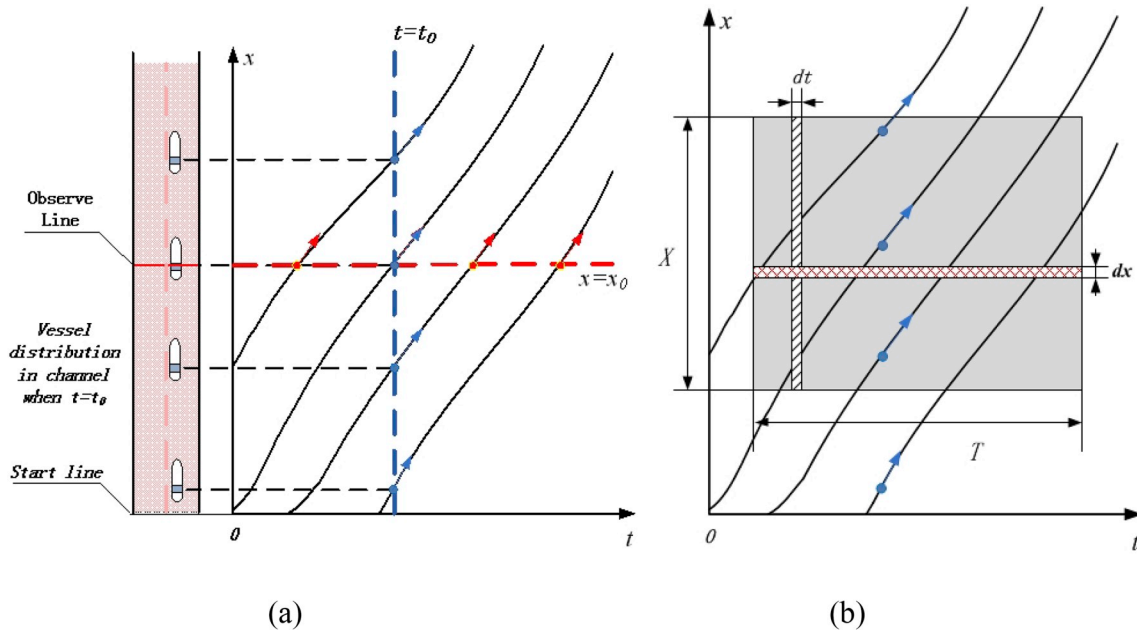 t=t₀
x
Observe
Line
x=x₀
Vessel
distribution
in channel
when t=t₀
Start line
0
t
(a)
x
dt
X
dx
T
0
t
(b)